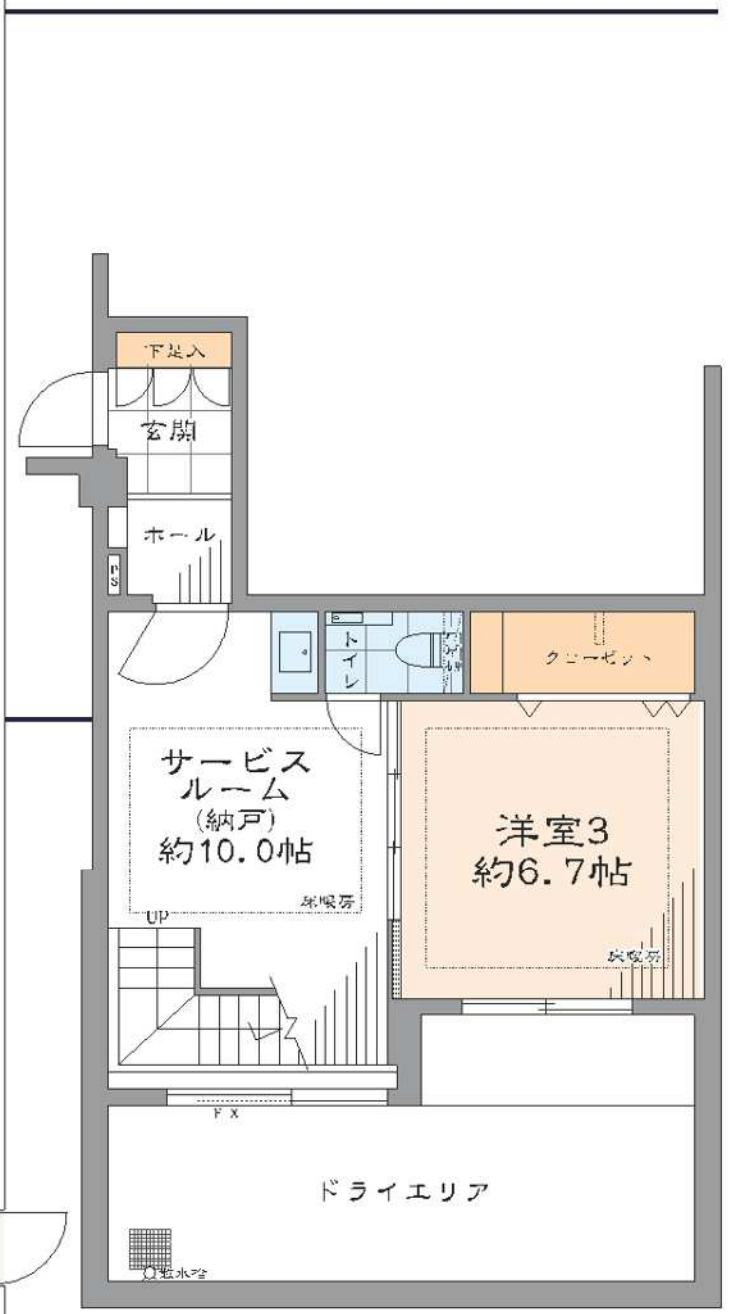 下足入
玄関
ホール
PS
トイレ
クローゼット
サービス
ルーム
(納戸)
約10.0帖
床暖房
洋室3
約6.7帖
床暖房
UP
FX
ドライエリア